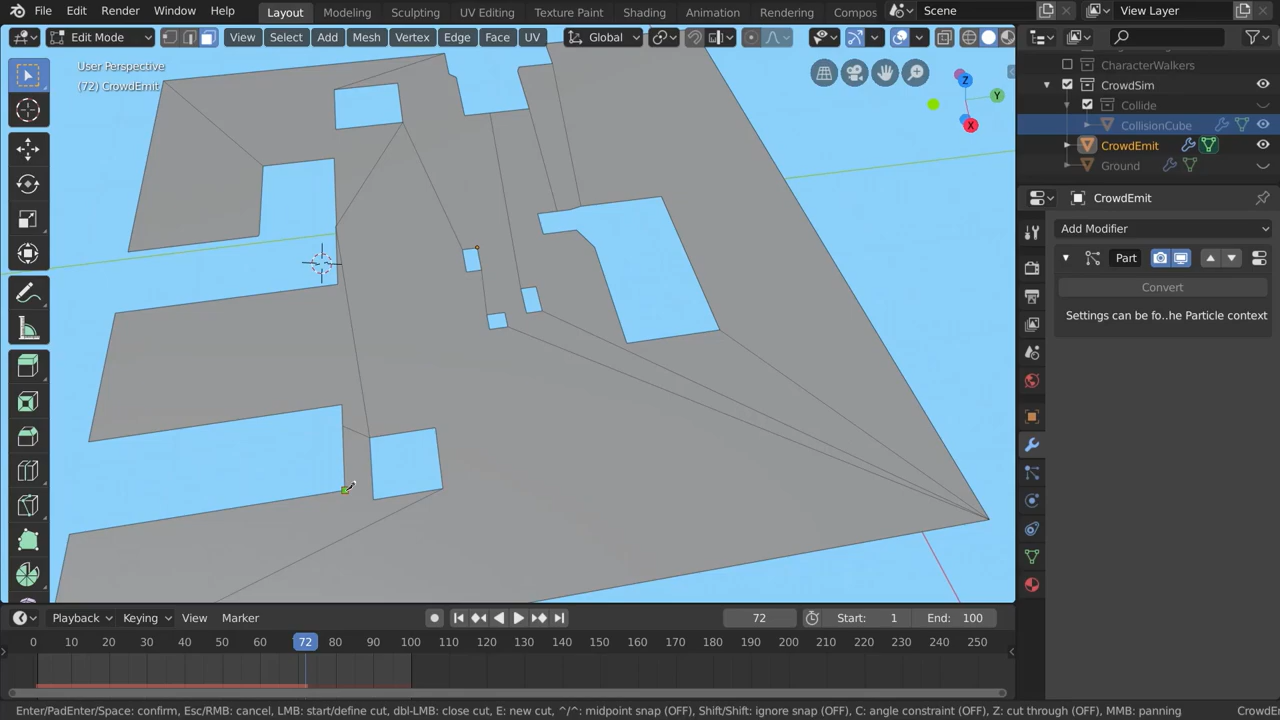 File Edit Render Window Help Layout Modeling Sculpting UV Editing Texture Paint Shading Animation Rendering Compos Scene View Layer
Edit Mode View Select Add Mesh Vertex Edge Face UV Global
User Perspective
(72) CrowdEmit
CharacterWalkers
CrowdSim
Collide
CollisionCube
CrowdEmit
Ground
Z
Y
X
CrowdEmit
Add Modifier
Part
Convert
Settings can be fo..he Particle context
Playback Keying View Marker 72 Start: 1 End: 100
0 10 20 30 40 50 60 72 80 90 100 110 120 130 140 150 160 170 180 190 200 210 220 230 240 250
Enter/PadEnter/Space: confirm, Esc/RMB: cancel, LMB: start/define cut, dbl-LMB: close cut, E: new cut, ^/^: midpoint snap (OFF), Shift/Shift: ignore snap (OFF), C: angle constraint (OFF), Z: cut through (OFF), MMB: panning CrowdEm